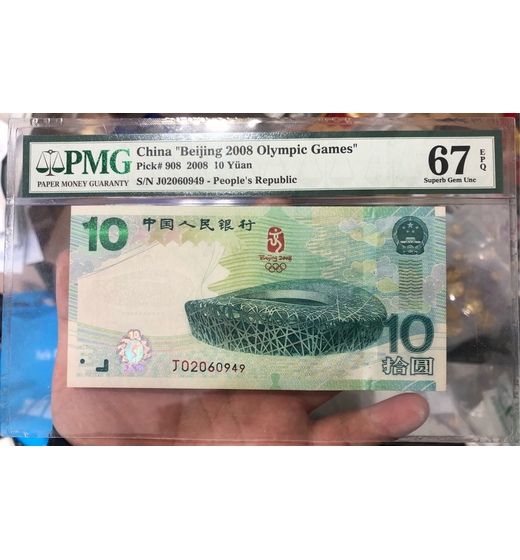 PMG
PAPER MONEY GUARANTY
China "Beijing 2008 Olympic Games"
Pick# 908 2008 10 Yüan
S/N J02060949 - People's Republic
67
EPQ
Superb Gem Unc
10
中国人民银行
Beijing 2008
J02060949
10
拾圆